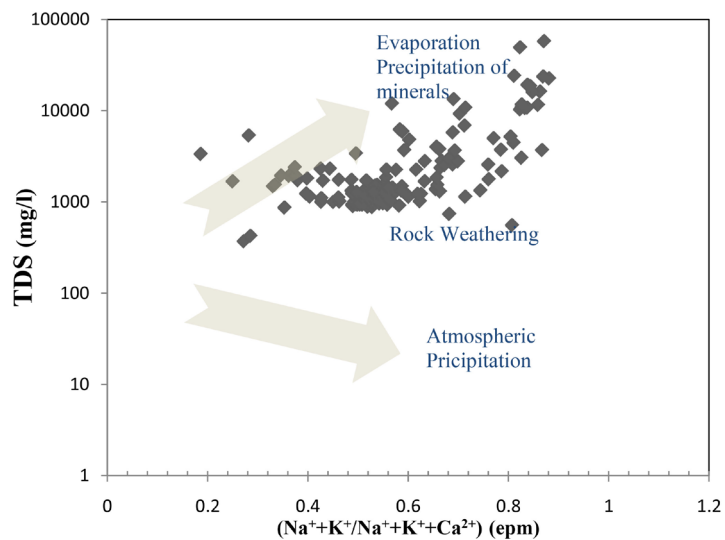 100000
10000
1000
100
10
1
TDS (mg/l)
Evaporation
Precipitation of
minerals
Rock Weathering
Atmospheric
Pricipitation
0
0.2
0.4
0.6
0.8
1
1.2
(Na⁺+K⁺/Na⁺+K⁺+Ca²⁺) (epm)